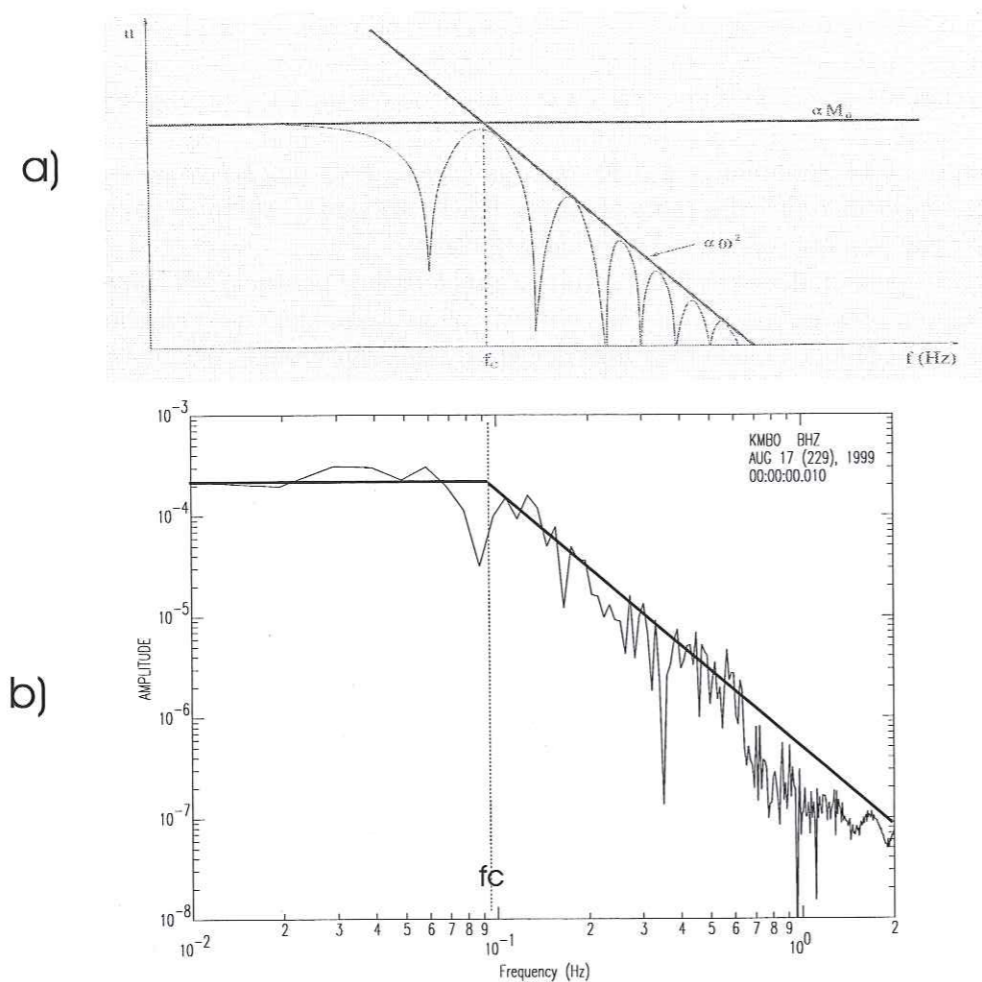 a)
u
α M₀
α ω²
f_c
f (Hz)
b)
10⁻³
10⁻⁴
10⁻⁵
10⁻⁶
10⁻⁷
10⁻⁸
AMPLITUDE
KMBO BHZ
AUG 17 (229), 1999
00:00:00.010
fc
10⁻² 2 3 4 5 6 7 8 9 10⁻¹ 2 3 4 5 6 7 8 9 10⁰ 2
Frequency (Hz)